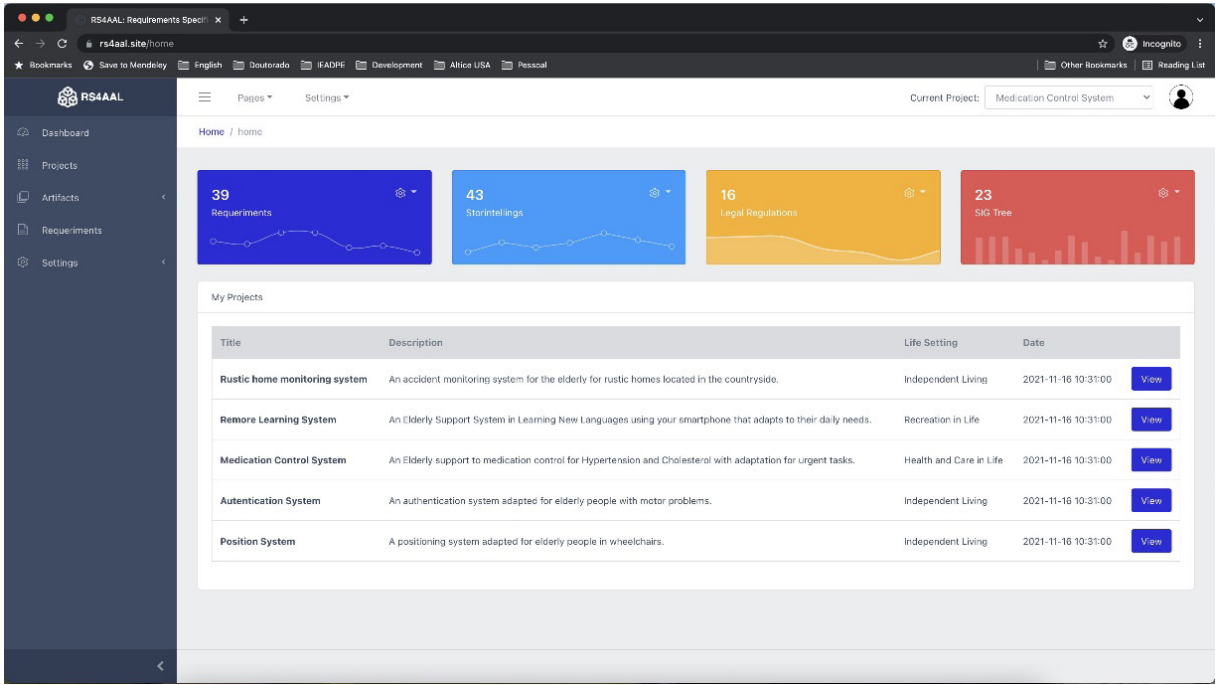 RS4AAL: Requirements Specifi
rs4aal.site/home
Incognito
Bookmarks Save to Mendeley English Doutorado IEADPE Development Altice USA Pessoal Other Bookmarks Reading List
RS4AAL
Pages Settings Current Project: Medication Control System
Home / home
Dashboard
Projects
Artifacts
Requeriments
Settings
39
Requeriments
43
Storintellings
16
Legal Regulations
23
SIG Tree
My Projects
Title Description Life Setting Date
Rustic home monitoring system An accident monitoring system for the elderly for rustic homes located in the countryside. Independent Living 2021-11-16 10:31:00 View
Remore Learning System An Elderly Support System in Learning New Languages using your smartphone that adapts to their daily needs. Recreation in Life 2021-11-16 10:31:00 View
Medication Control System An Elderly support to medication control for Hypertension and Cholesterol with adaptation for urgent tasks. Health and Care in Life 2021-11-16 10:31:00 View
Autentication System An authentication system adapted for elderly people with motor problems. Independent Living 2021-11-16 10:31:00 View
Position System A positioning system adapted for elderly people in wheelchairs. Independent Living 2021-11-16 10:31:00 View